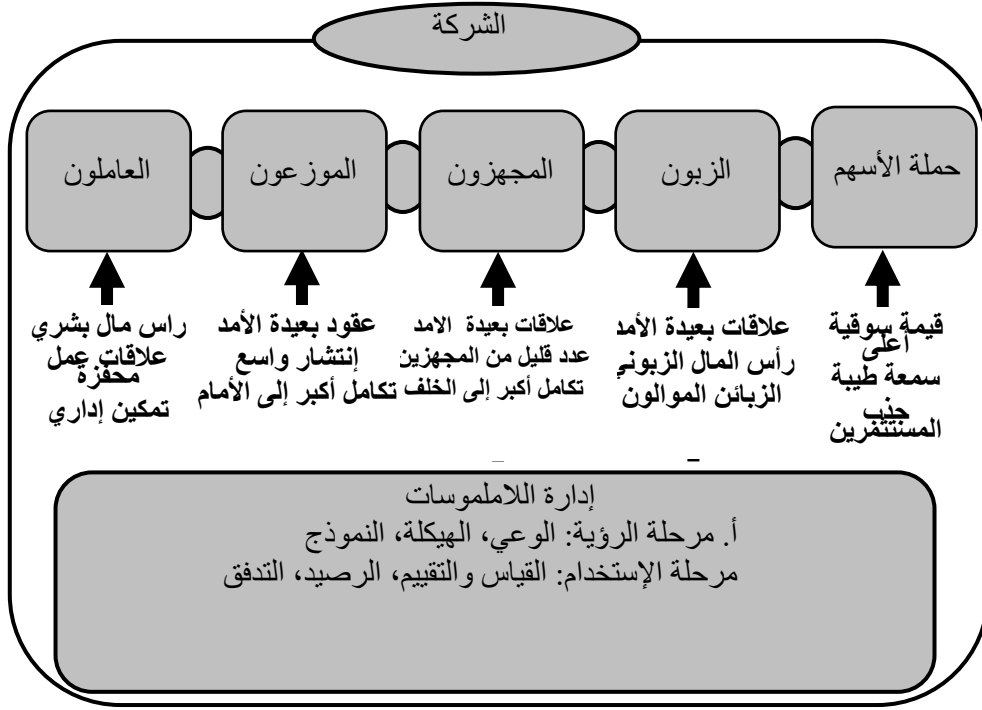 الشركة
حملة الأسهم
الزبون
المجهزون
الموزعون
العاملون
قيمة سوقية
أعلى
سمعة طيبة
جذب
المستثمرين
علاقات بعيدة الأمد
رأس المال الزبوني
الزبائن الموالون
علاقات بعيدة الامد
عدد قليل من المجهزين
تكامل أكبر إلى الخلف
عقود بعيدة الأمد
إنتشار واسع
تكامل أكبر إلى الأمام
راس مال بشري
علاقات عمل
محفزة
تمكين إداري
إدارة اللاملموسات
أ. مرحلة الرؤية: الوعي، الهيكلة، النموذج
مرحلة الإستخدام: القياس والتقييم، الرصيد، التدفق